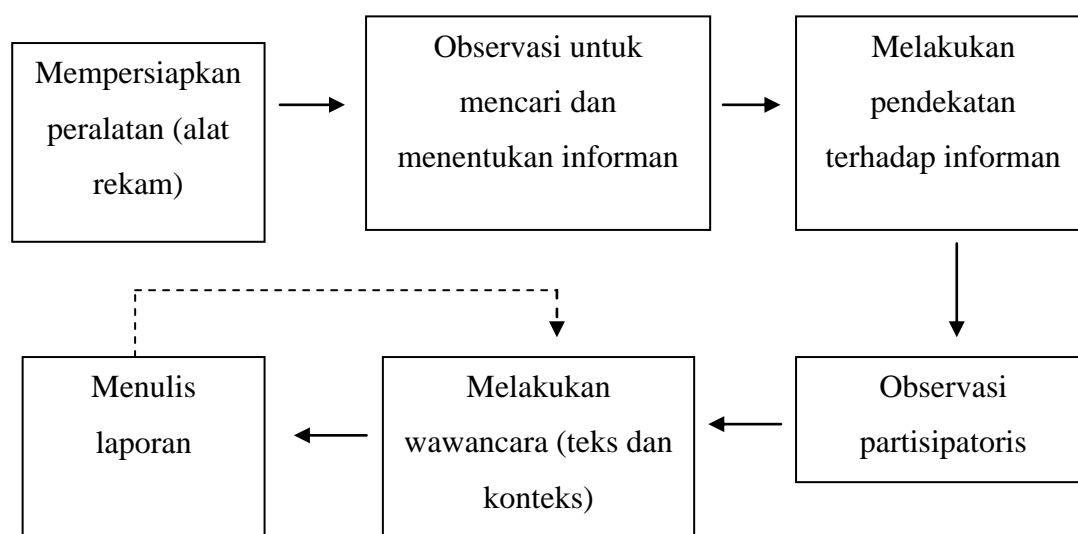 Mempersiapkan
peralatan (alat
rekam)
Observasi untuk
mencari dan
menentukan informan
Melakukan
pendekatan
terhadap informan
Observasi
partisipatoris
Melakukan
wawancara (teks dan
konteks)
Menulis
laporan